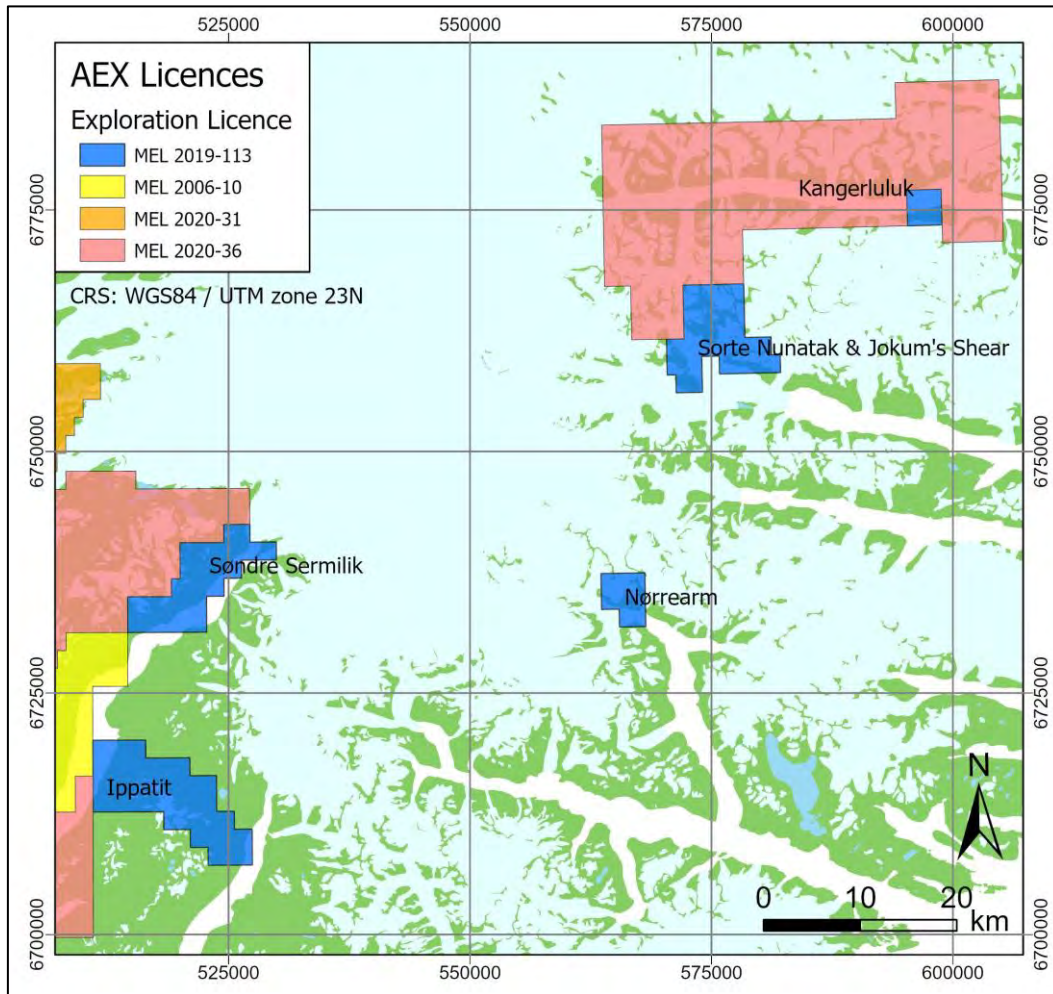 525000 550000 575000 600000
AEX Licences
Exploration Licence
MEL 2019-113
MEL 2006-10
MEL 2020-31
MEL 2020-36
CRS: WGS84 / UTM zone 23N
Kangerluluk
6775000 6775000
Sorte Nunatak & Jokum's Shear
6750000 6750000
Søndre Sermilik
Nørrearm
6725000 6725000
Ippatit
N
0 10 20
km
6700000 6700000
525000 550000 575000 600000